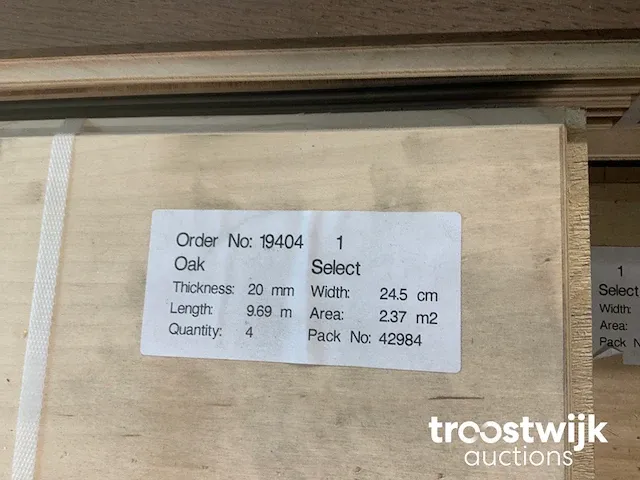 Order No: 19404 1
Oak Select
Thickness: 20 mm Width: 24.5 cm
Length: 9.69 m Area: 2.37 m2
Quantity: 4 Pack No: 42984
1
Select
Width:
Area:
Pack
troostwijk
auctions